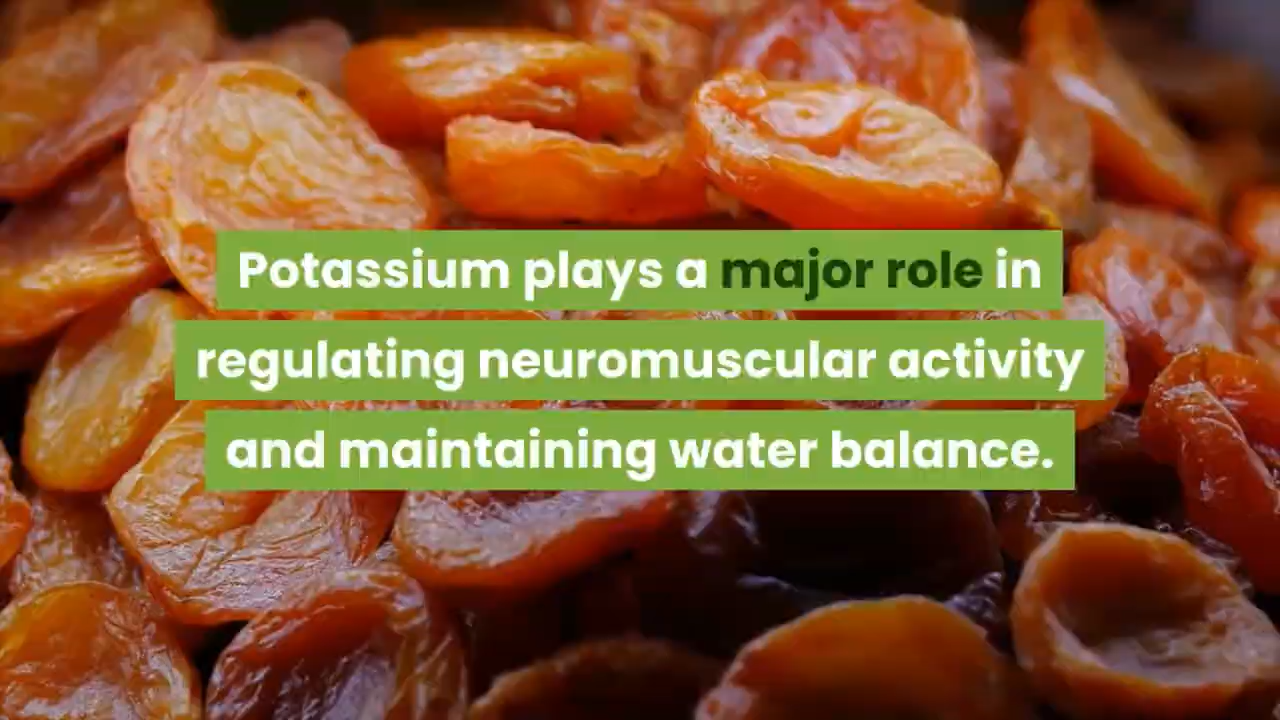 Potassium plays a major role in
regulating neuromuscular activity
and maintaining water balance.